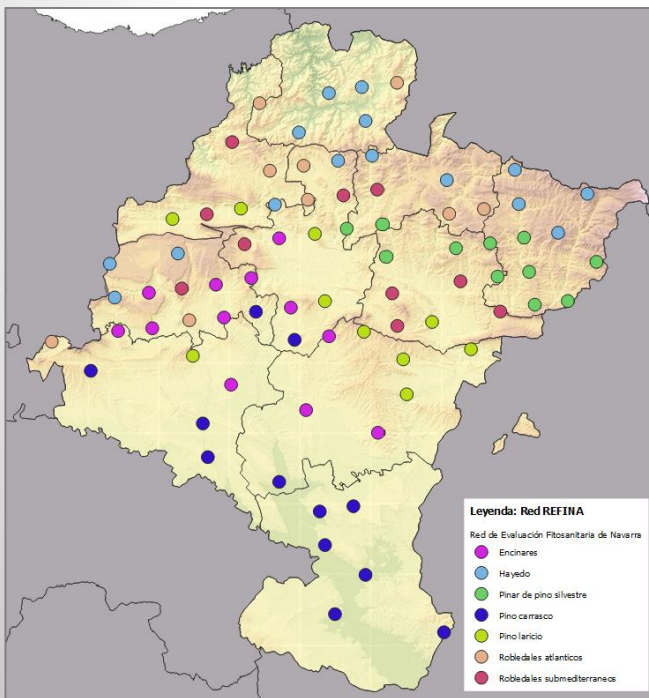 Leyenda: Red REFINA
Red de Evaluación Fitosanitaria de Navarra
Encinares
Hayedo
Pinar de pino silvestre
Pino carrasco
Pino laricio
Robledales atlanticos
Robledales submediterraneos